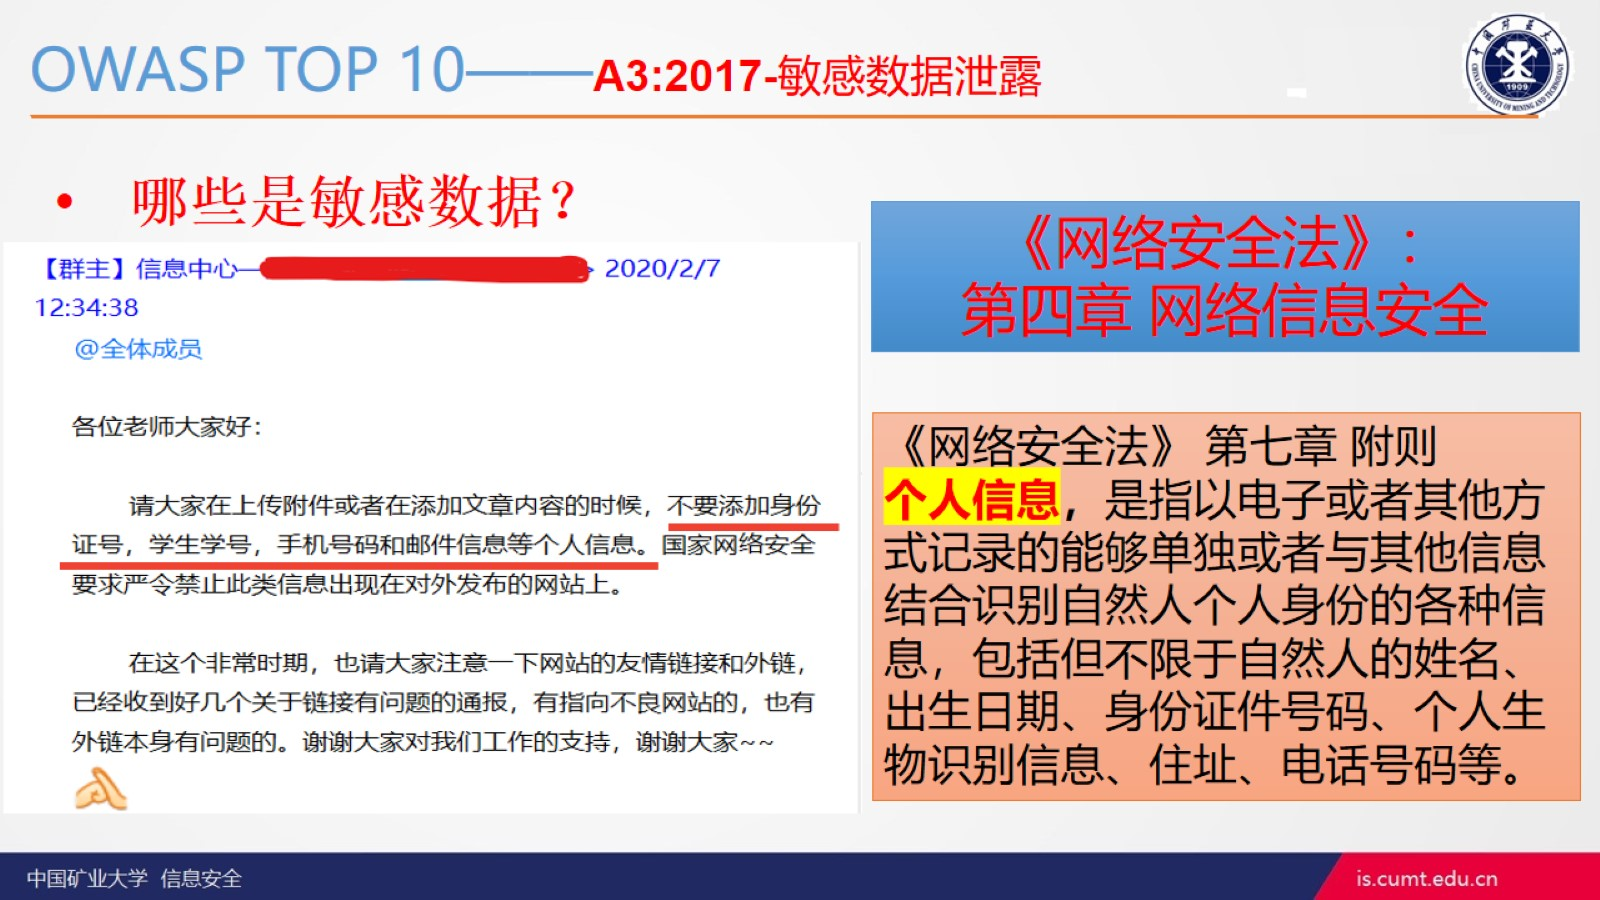 OWASP TOP 10——A3:2017-敏感数据泄露
• 哪些是敏感数据？
【群主】信息中心— 2020/2/7
12:34:38
@全体成员
各位老师大家好：
请大家在上传附件或者在添加文章内容的时候，不要添加身份
证号，学生学号，手机号码和邮件信息等个人信息。国家网络安全
要求严令禁止此类信息出现在对外发布的网站上。
在这个非常时期，也请大家注意一下网站的友情链接和外链，
已经收到好几个关于链接有问题的通报，有指向不良网站的，也有
外链本身有问题的。谢谢大家对我们工作的支持，谢谢大家~~
《网络安全法》：
第四章 网络信息安全
《网络安全法》 第七章 附则
个人信息，是指以电子或者其他方
式记录的能够单独或者与其他信息
结合识别自然人个人身份的各种信
息，包括但不限于自然人的姓名、
出生日期、身份证件号码、个人生
物识别信息、住址、电话号码等。
中国矿业大学 信息安全
is.cumt.edu.cn
中国矿业大学
CHINA UNIVERSITY OF MINING AND TECHNOLOGY
1909